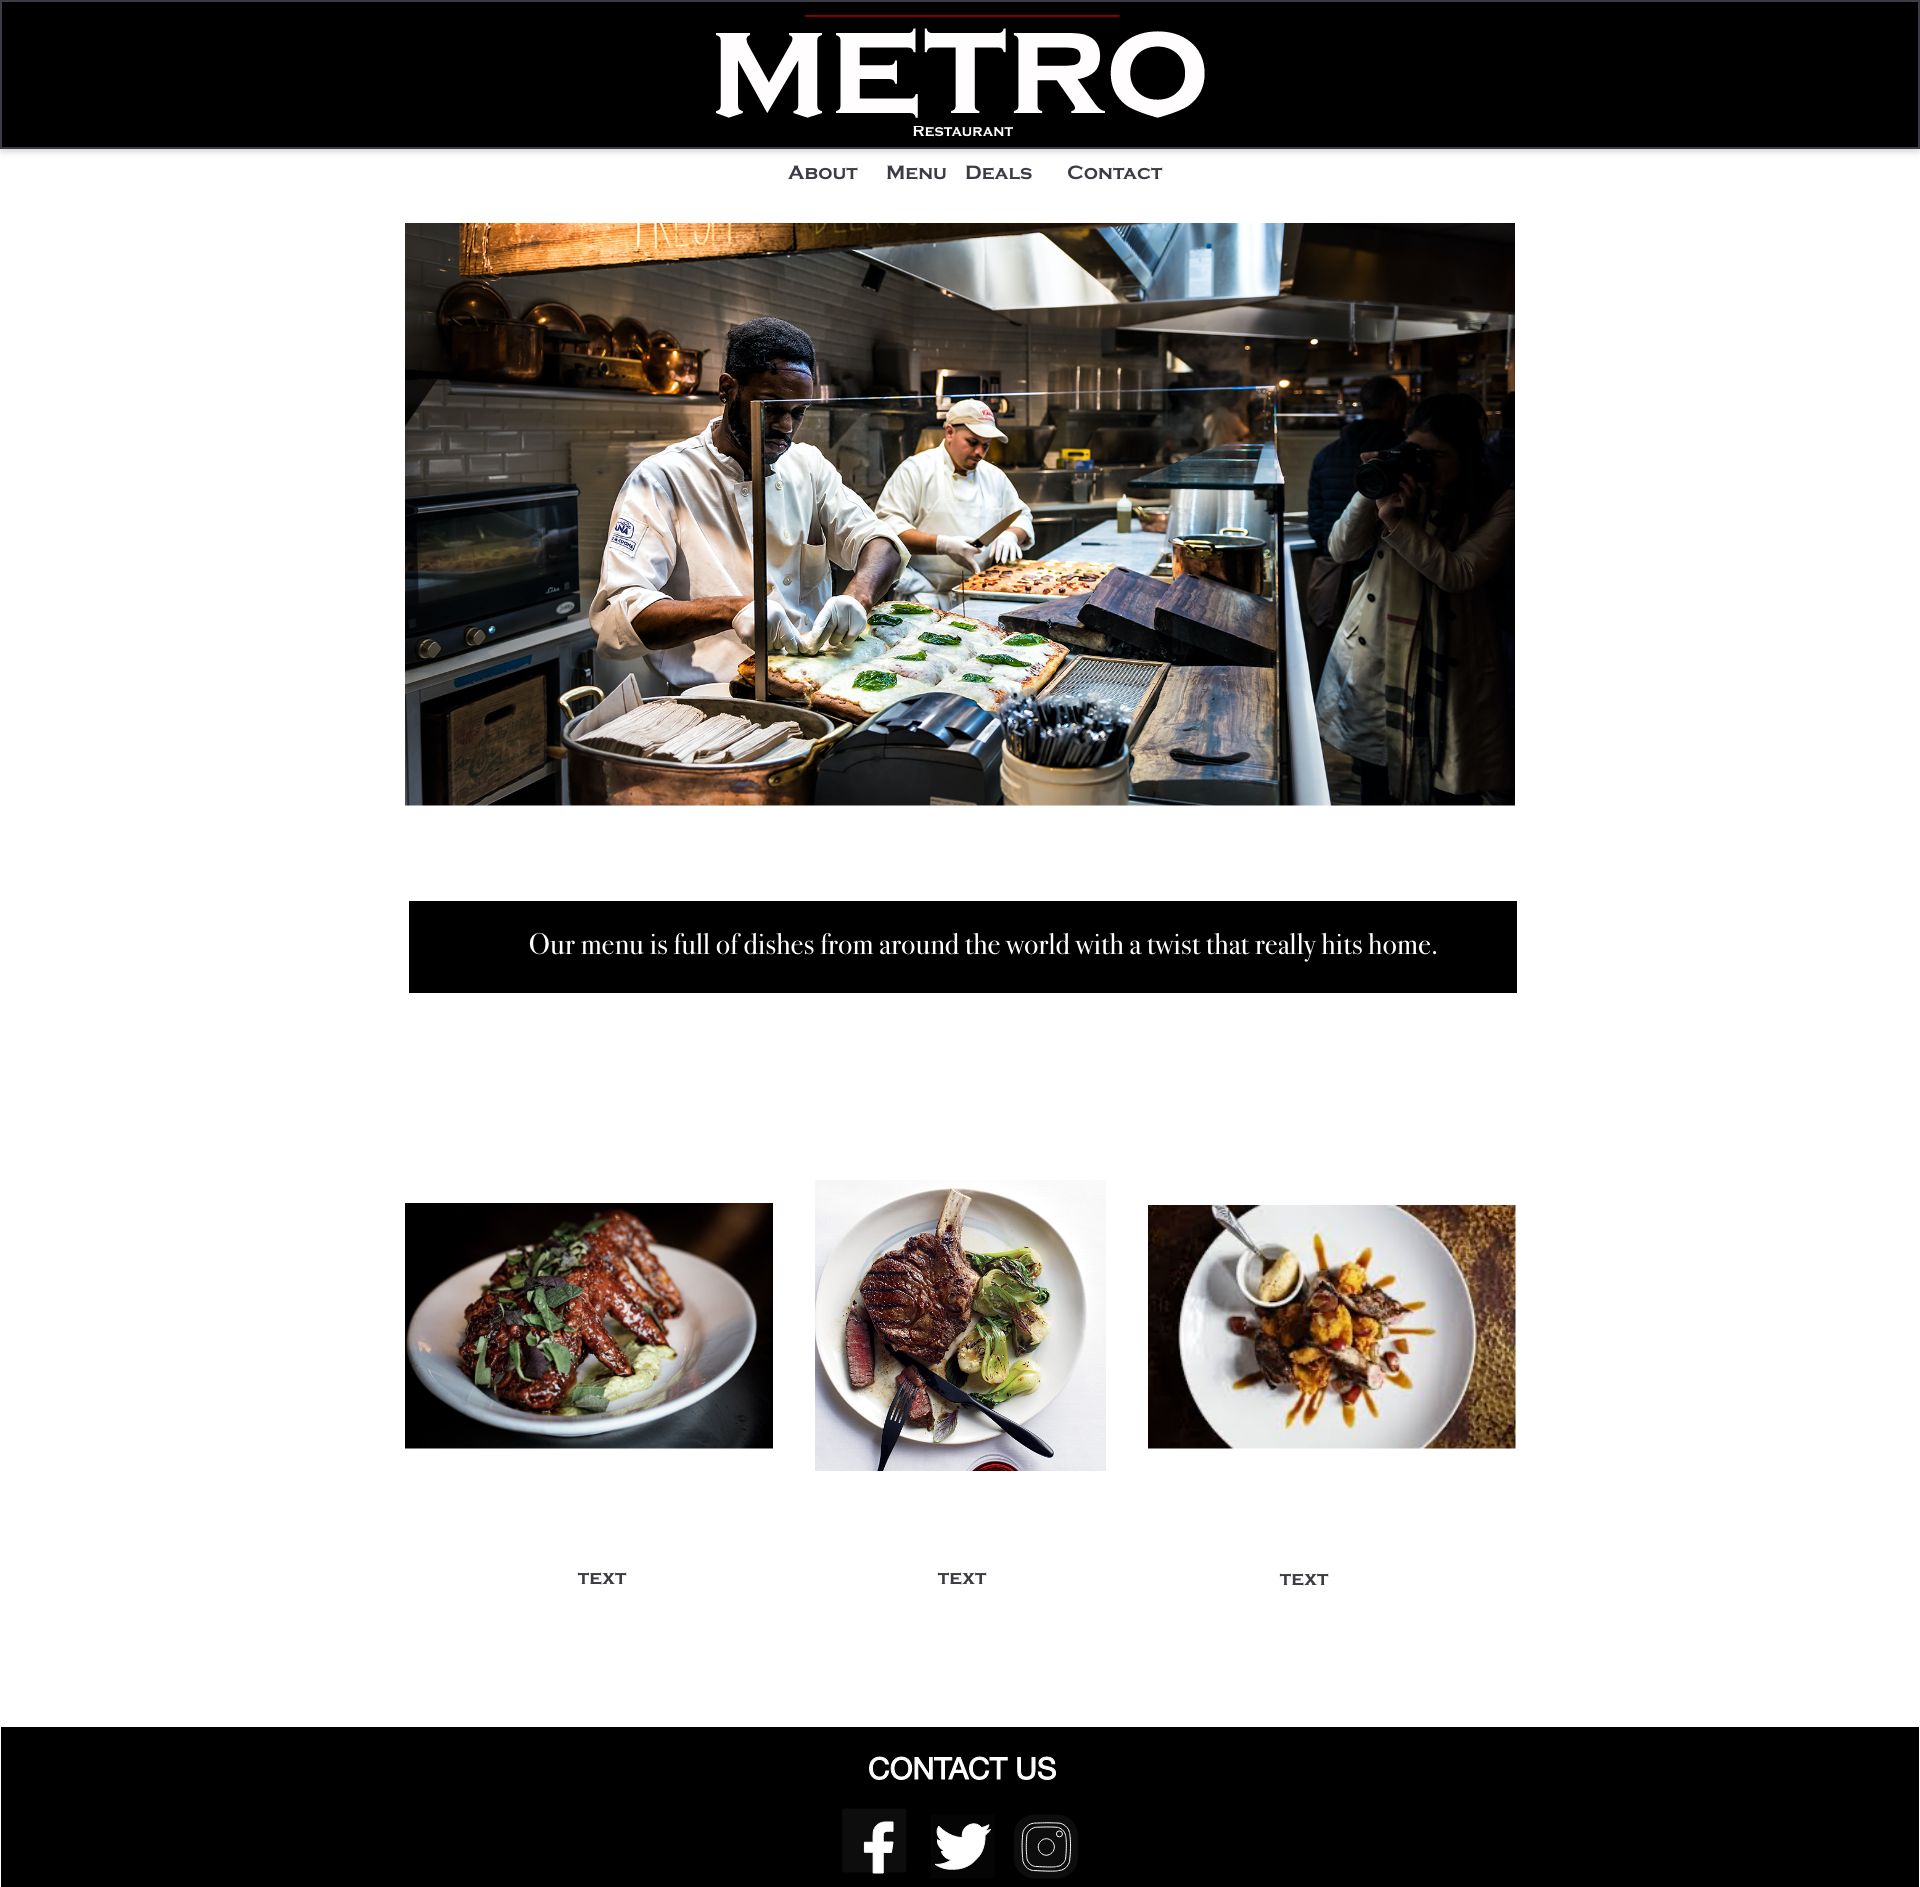 METRO
Restaurant
About Menu Deals Contact
FRESH
Our menu is full of dishes from around the world with a twist that really hits home.
TEXT TEXT TEXT
CONTACT US